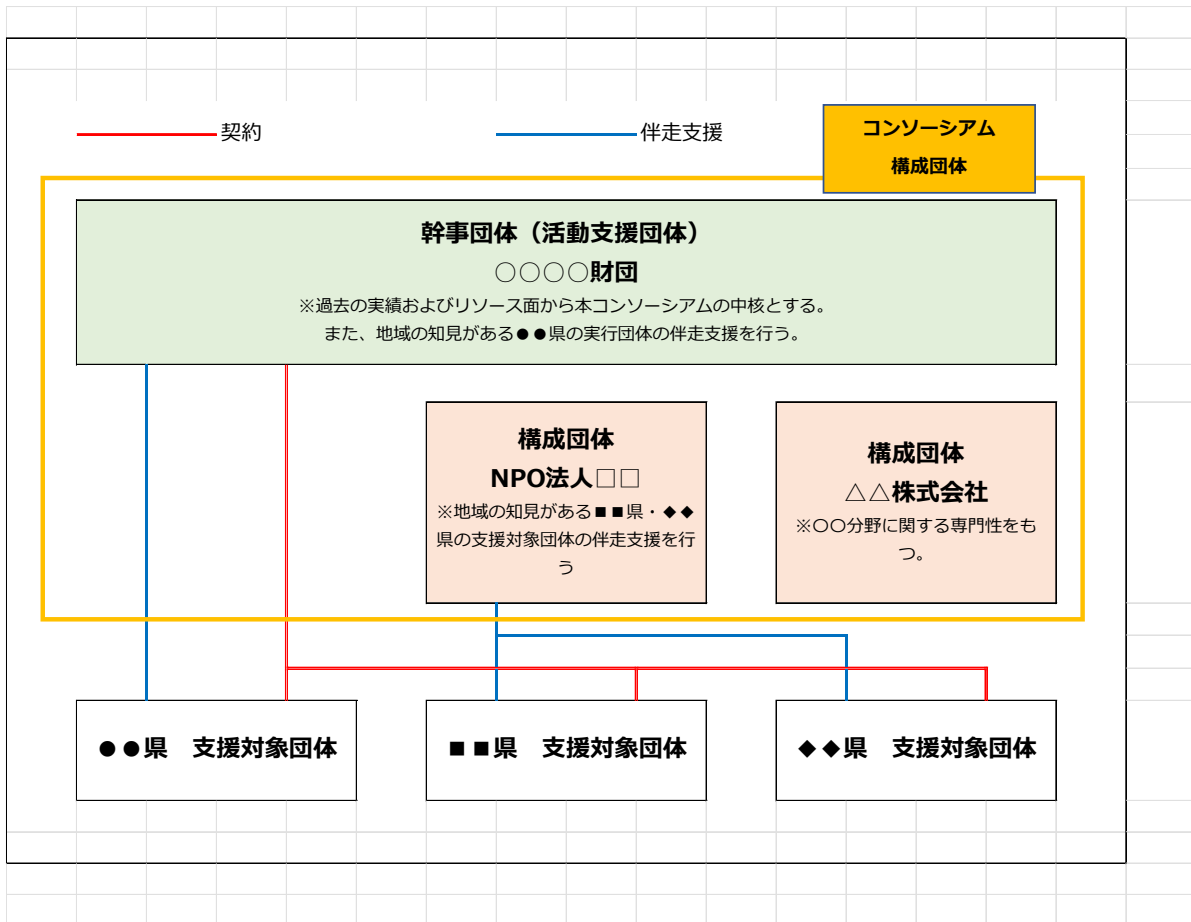 契約
伴走支援
コンソーシアム
構成団体
幹事団体（活動支援団体）
○○○○財団
※過去の実績およびリソース面から本コンソーシアムの中核とする。
また、地域の知見がある●●県の実行団体の伴走支援を行う。
構成団体
NPO法人□□
※地域の知見がある■■県・◆◆
県の支援対象団体の伴走支援を行
う
構成団体
△△株式会社
※〇〇分野に関する専門性をも
つ。
●●県　支援対象団体
■■県　支援対象団体
◆◆県　支援対象団体